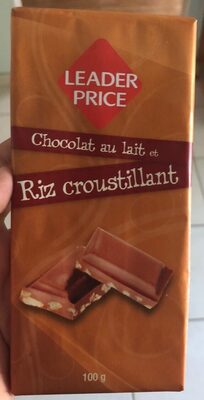 LEADER
PRICE
Chocolat au lait et
Riz croustillant
100 g